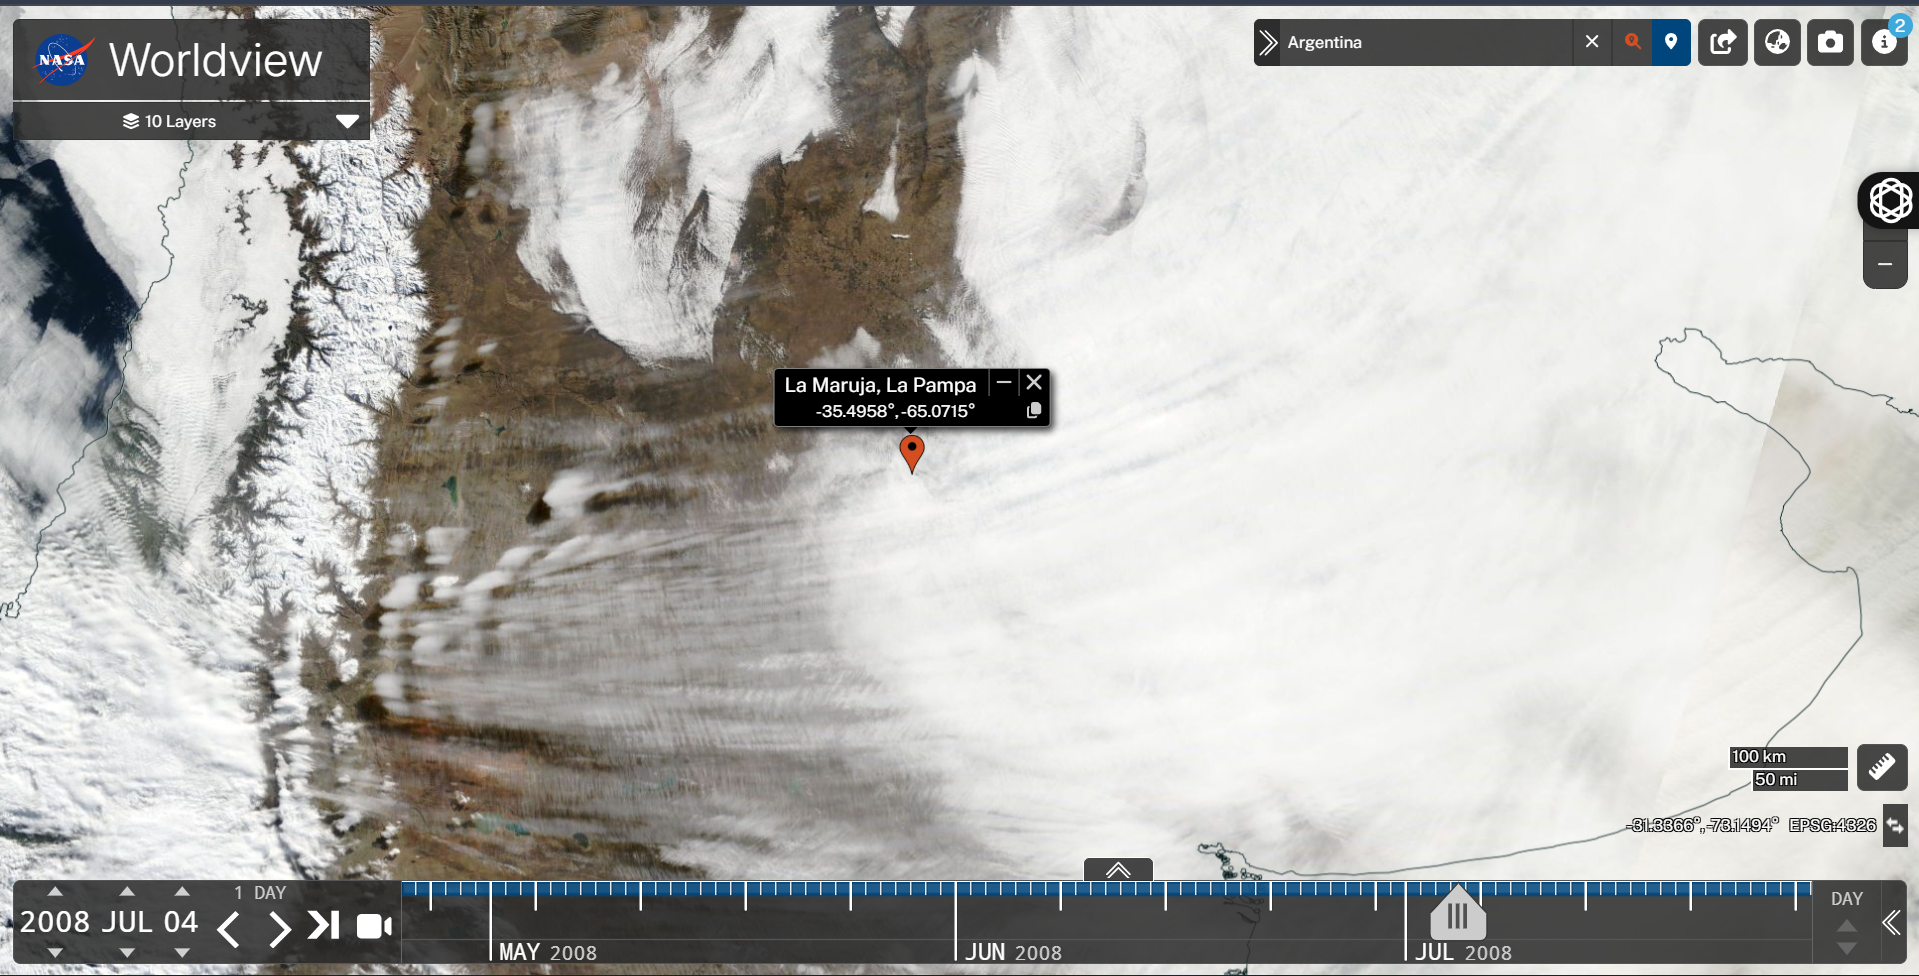 NASA
Worldview
10 Layers
Argentina
2
La Maruja, La Pampa
-35.4958°, -65.0715°
100 km
50 mi
-31.3366°, -73.1494° EPSG:4326
1 DAY
2008 JUL 04
MAY 2008
JUN 2008
JUL 2008
DAY